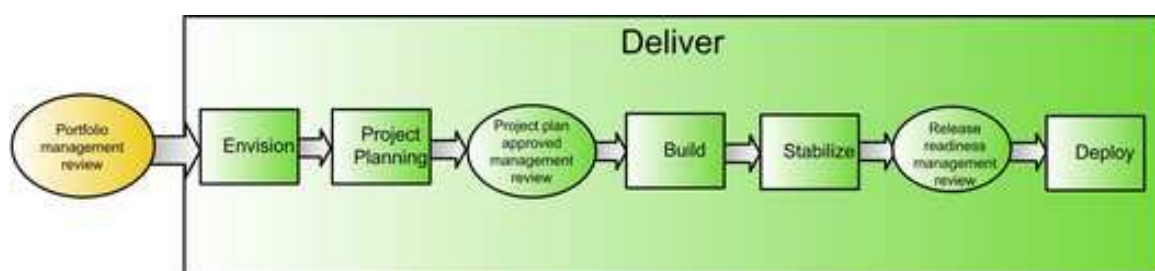 Deliver
Portfolio
management
review
Envision
Project
Planning
Project plan
approved
management
review
Build
Stabilize
Release
readiness
management
review
Deploy